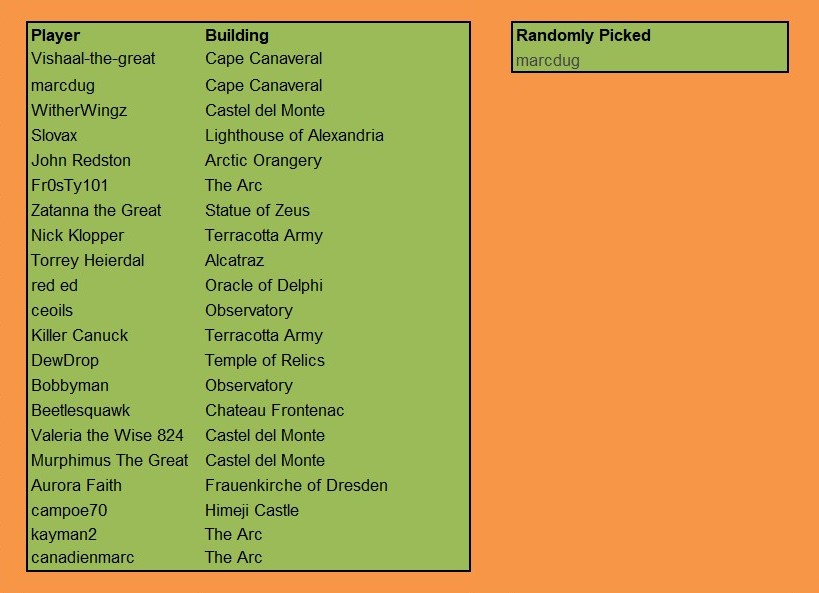 Player Building
Vishaal-the-great Cape Canaveral
marcdug Cape Canaveral
WitherWingz Castel del Monte
Slovax Lighthouse of Alexandria
John Redston Arctic Orangery
Fr0sTy101 The Arc
Zatanna the Great Statue of Zeus
Nick Klopper Terracotta Army
Torrey Heierdal Alcatraz
red ed Oracle of Delphi
ceoils Observatory
Killer Canuck Terracotta Army
DewDrop Temple of Relics
Bobbyman Observatory
Beetlesquawk Chateau Frontenac
Valeria the Wise 824 Castel del Monte
Murphimus The Great Castel del Monte
Aurora Faith Frauenkirche of Dresden
campoe70 Himeji Castle
kayman2 The Arc
canadienmarc The Arc
Randomly Picked
marcdug